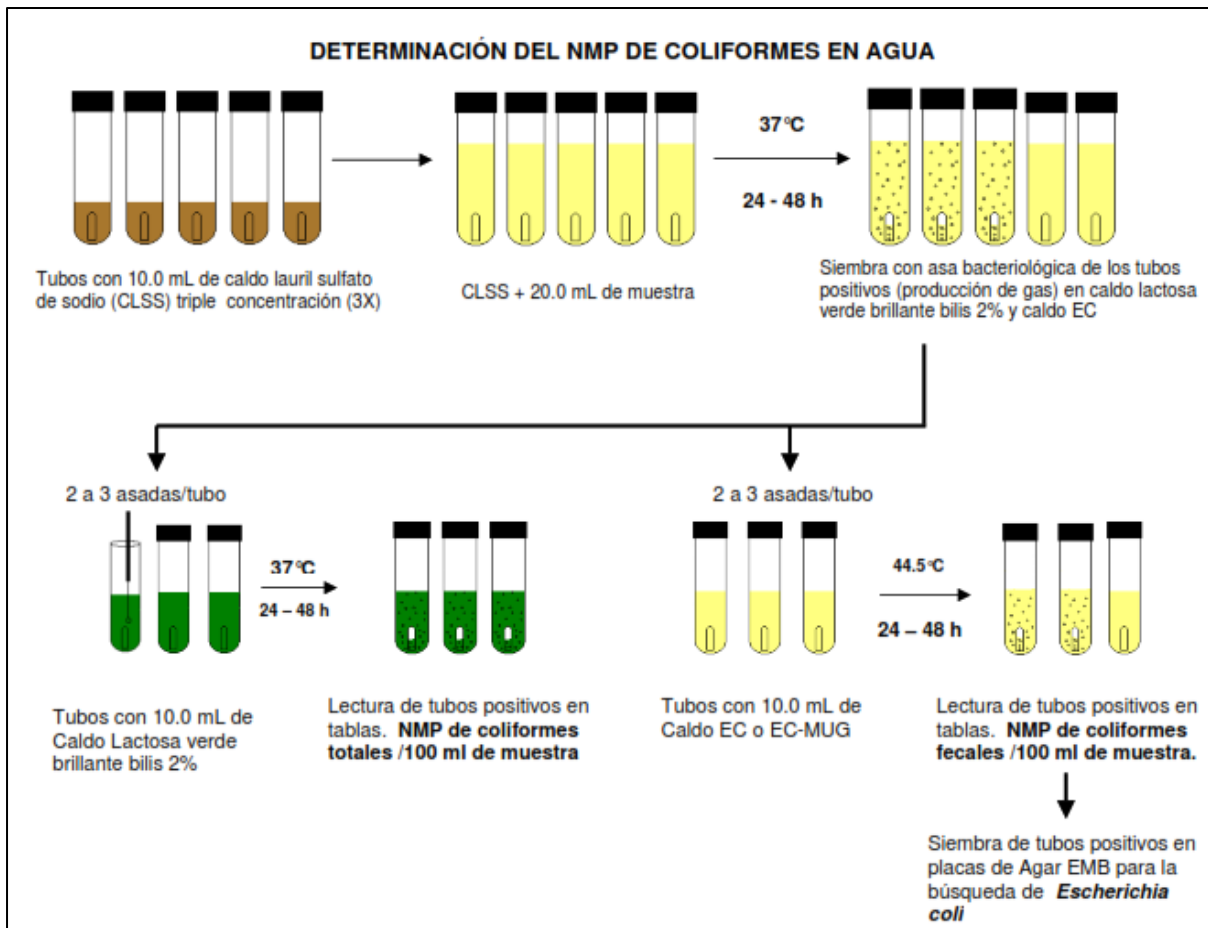 DETERMINACIÓN DEL NMP DE COLIFORMES EN AGUA
37°C
24 - 48 h
Tubos con 10.0 mL de caldo lauril sulfato
de sodio (CLSS) triple concentración (3X)
CLSS + 20.0 mL de muestra
Siembra con asa bacteriológica de los tubos
positivos (producción de gas) en caldo lactosa
verde brillante bilis 2% y caldo EC
2 a 3 asadas/tubo
2 a 3 asadas/tubo
37°C
24 – 48 h
44.5°C
24 – 48 h
Tubos con 10.0 mL de
Caldo Lactosa verde
brillante bilis 2%
Lectura de tubos positivos en
tablas. NMP de coliformes
totales /100 ml de muestra
Tubos con 10.0 mL de
Caldo EC o EC-MUG
Lectura de tubos positivos en
tablas. NMP de coliformes
fecales /100 ml de muestra.
Siembra de tubos positivos en
placas de Agar EMB para la
búsqueda de Escherichia
coli